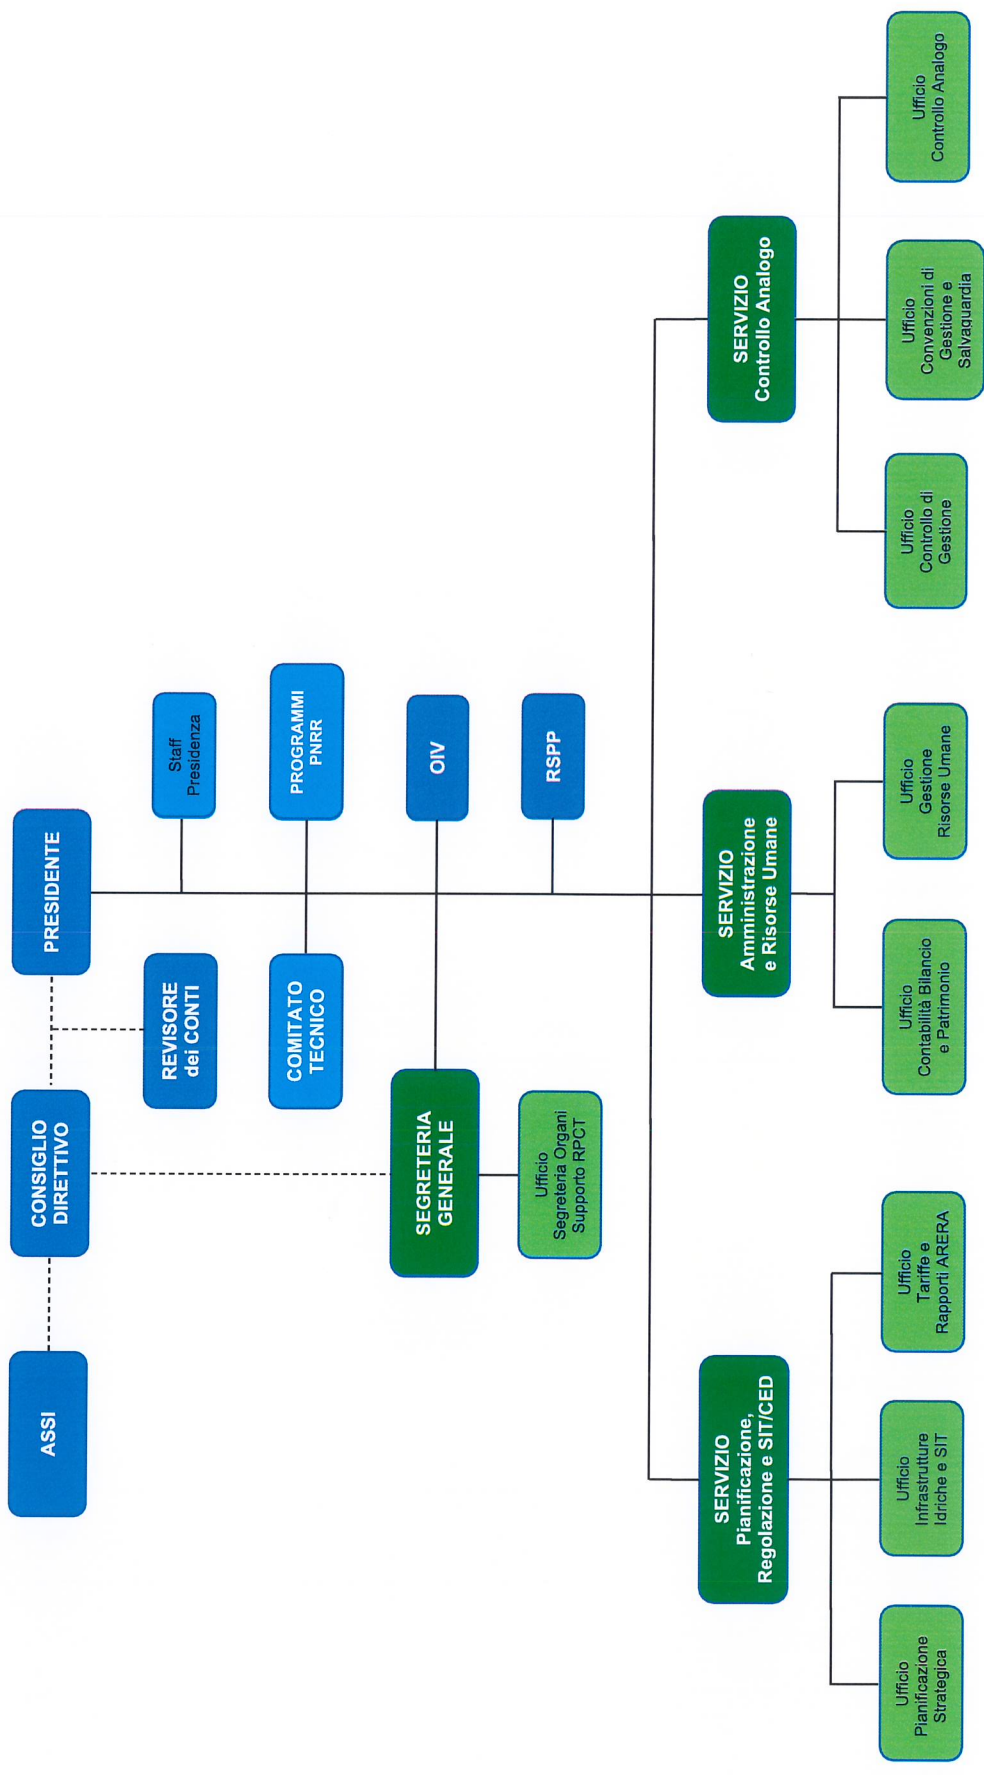 ASSI
CONSIGLIO
DIRETTIVO
PRESIDENTE
REVISORE
dei CONTI
Staff
Presidenza
COMITATO
TECNICO
PROGRAMMI
PNRR
SEGRETERIA
GENERALE
OIV
Ufficio
Segreteria Organi
Supporto RPCT
RSPP
SERVIZIO
Pianificazione,
Regolazione e SIT/CED
SERVIZIO
Amministrazione
e Risorse Umane
SERVIZIO
Controllo Analogo
Ufficio
Pianificazione
Strategica
Ufficio
Infrastrutture
Idriche e SIT
Ufficio
Tariffe e
Rapporti ARERA
Ufficio
Contabilità Bilancio
e Patrimonio
Ufficio
Gestione
Risorse Umane
Ufficio
Controllo di
Gestione
Ufficio
Convenzioni di
Gestione e
Salvaguardia
Ufficio
Controllo Analogo